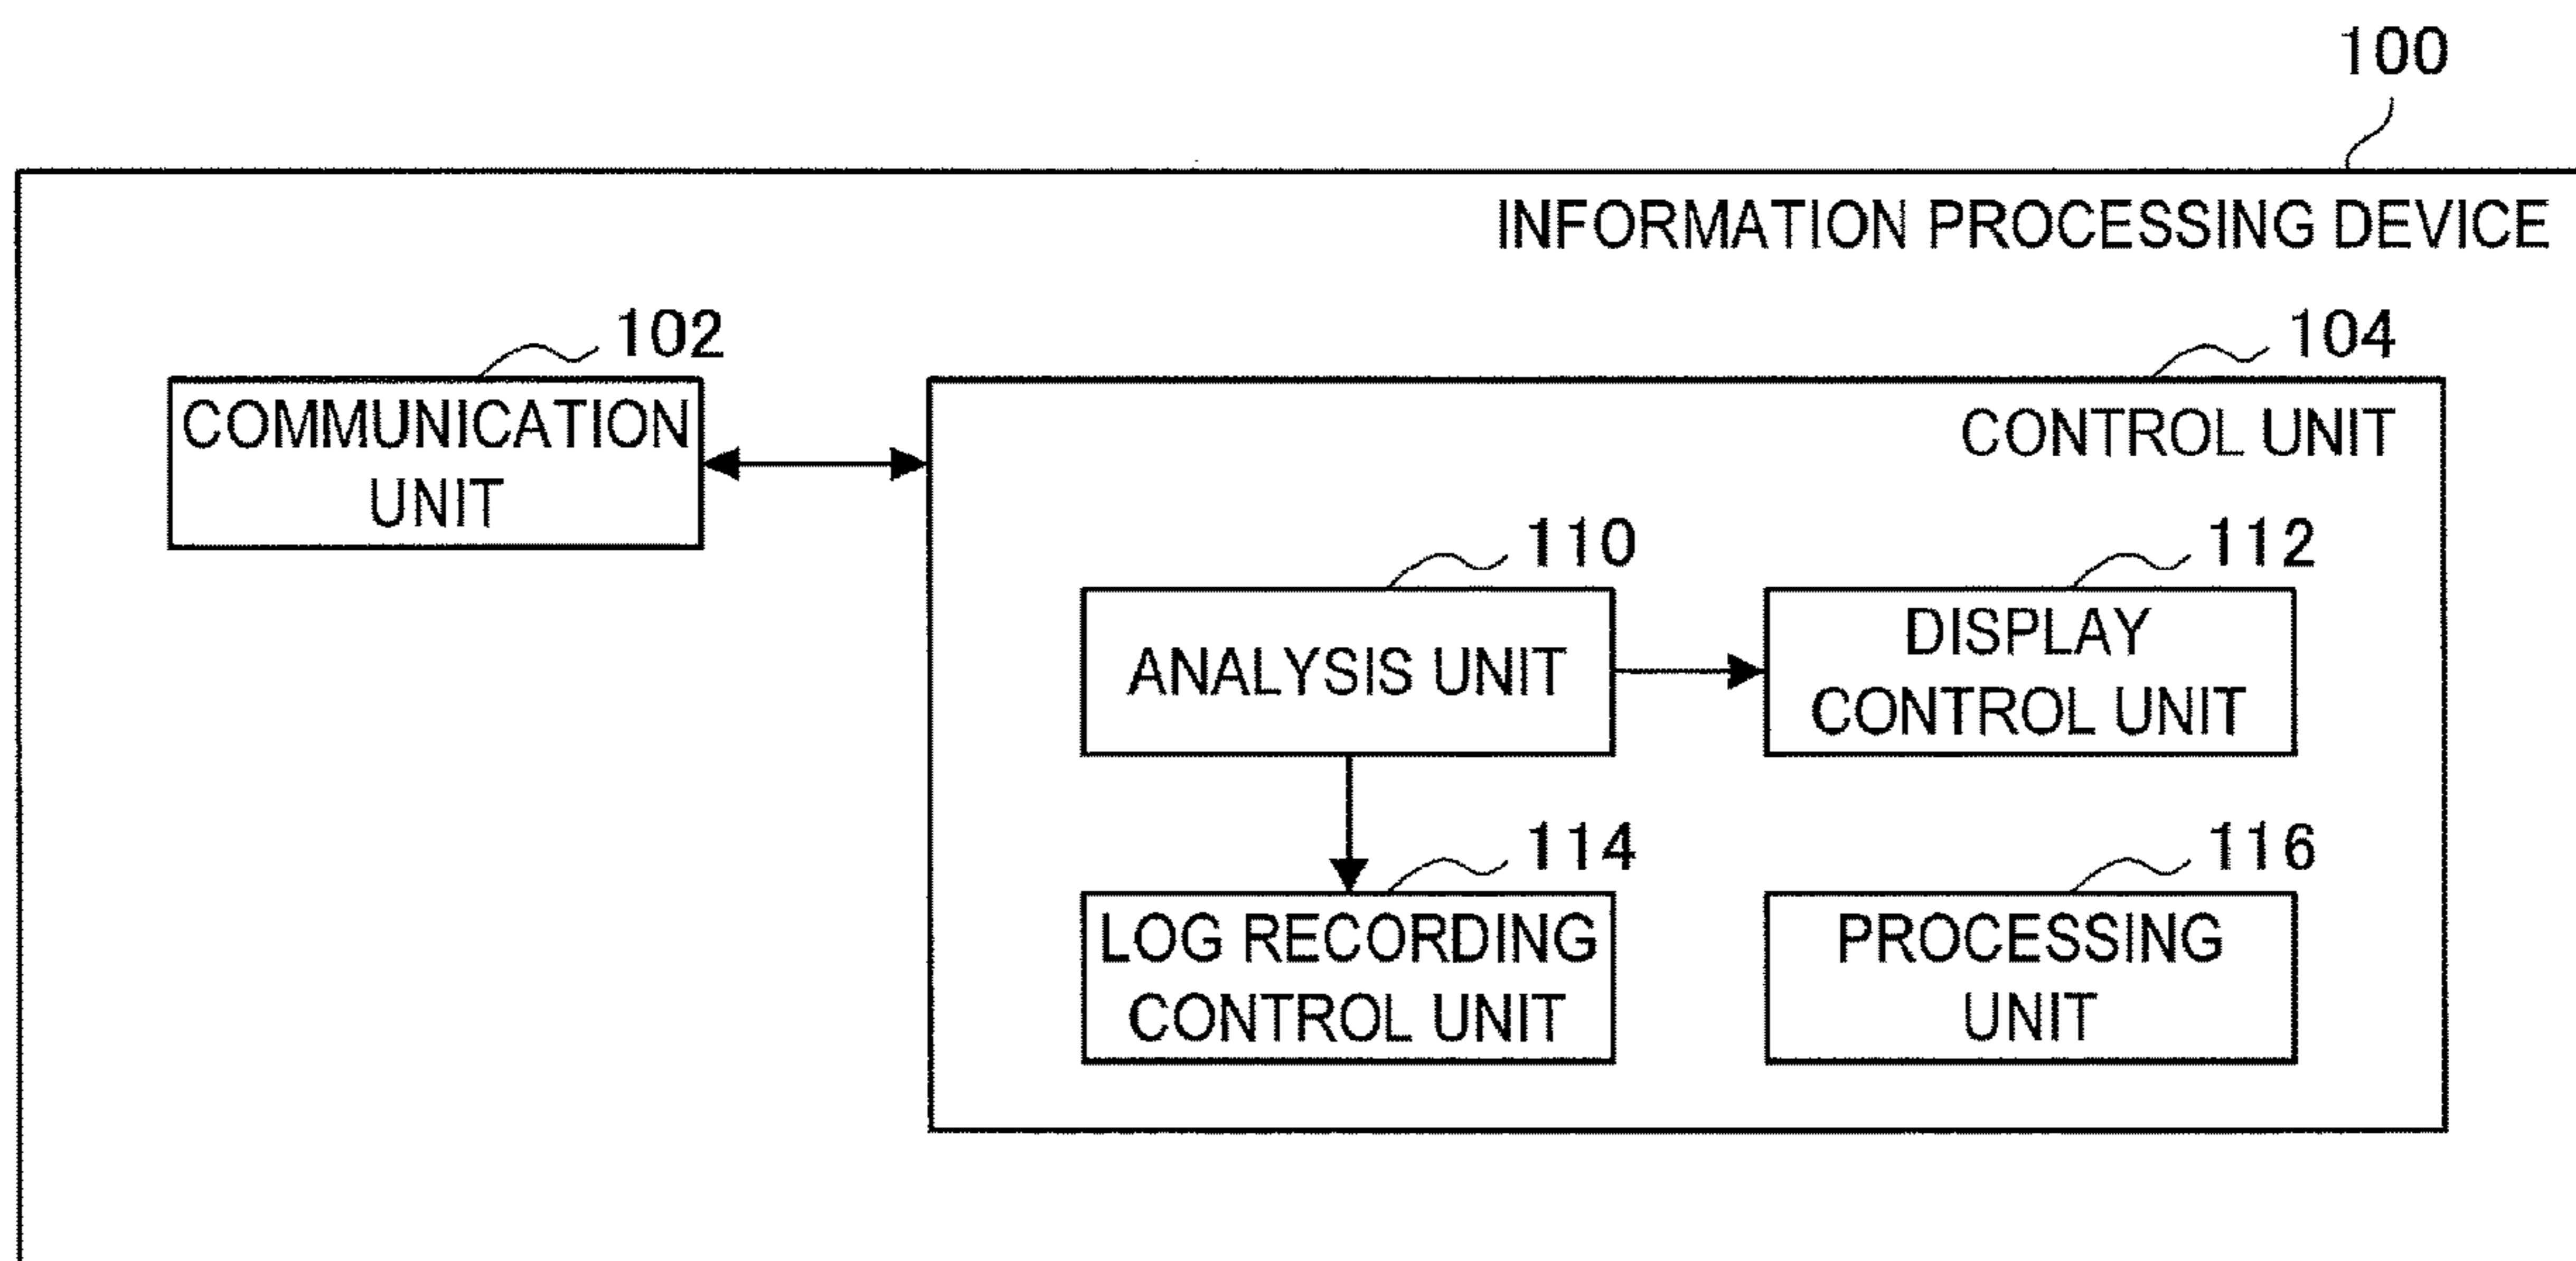 100
INFORMATION PROCESSING DEVICE
102
104
COMMUNICATION
UNIT
CONTROL UNIT
110
112
ANALYSIS UNIT
DISPLAY
CONTROL UNIT
114
116
LOG RECORDING
CONTROL UNIT
PROCESSING
UNIT